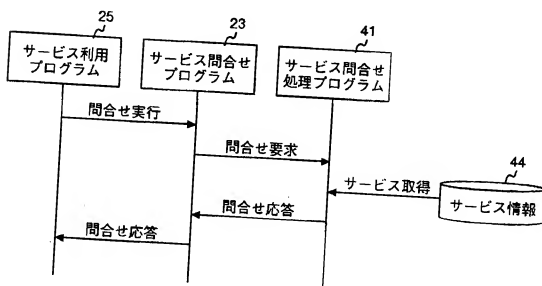 25
サービス利用
プログラム
23
サービス問合せ
プログラム
41
サービス問合せ
処理プログラム
問合せ実行
問合せ要求
サービス取得
44
サービス情報
問合せ応答
問合せ応答